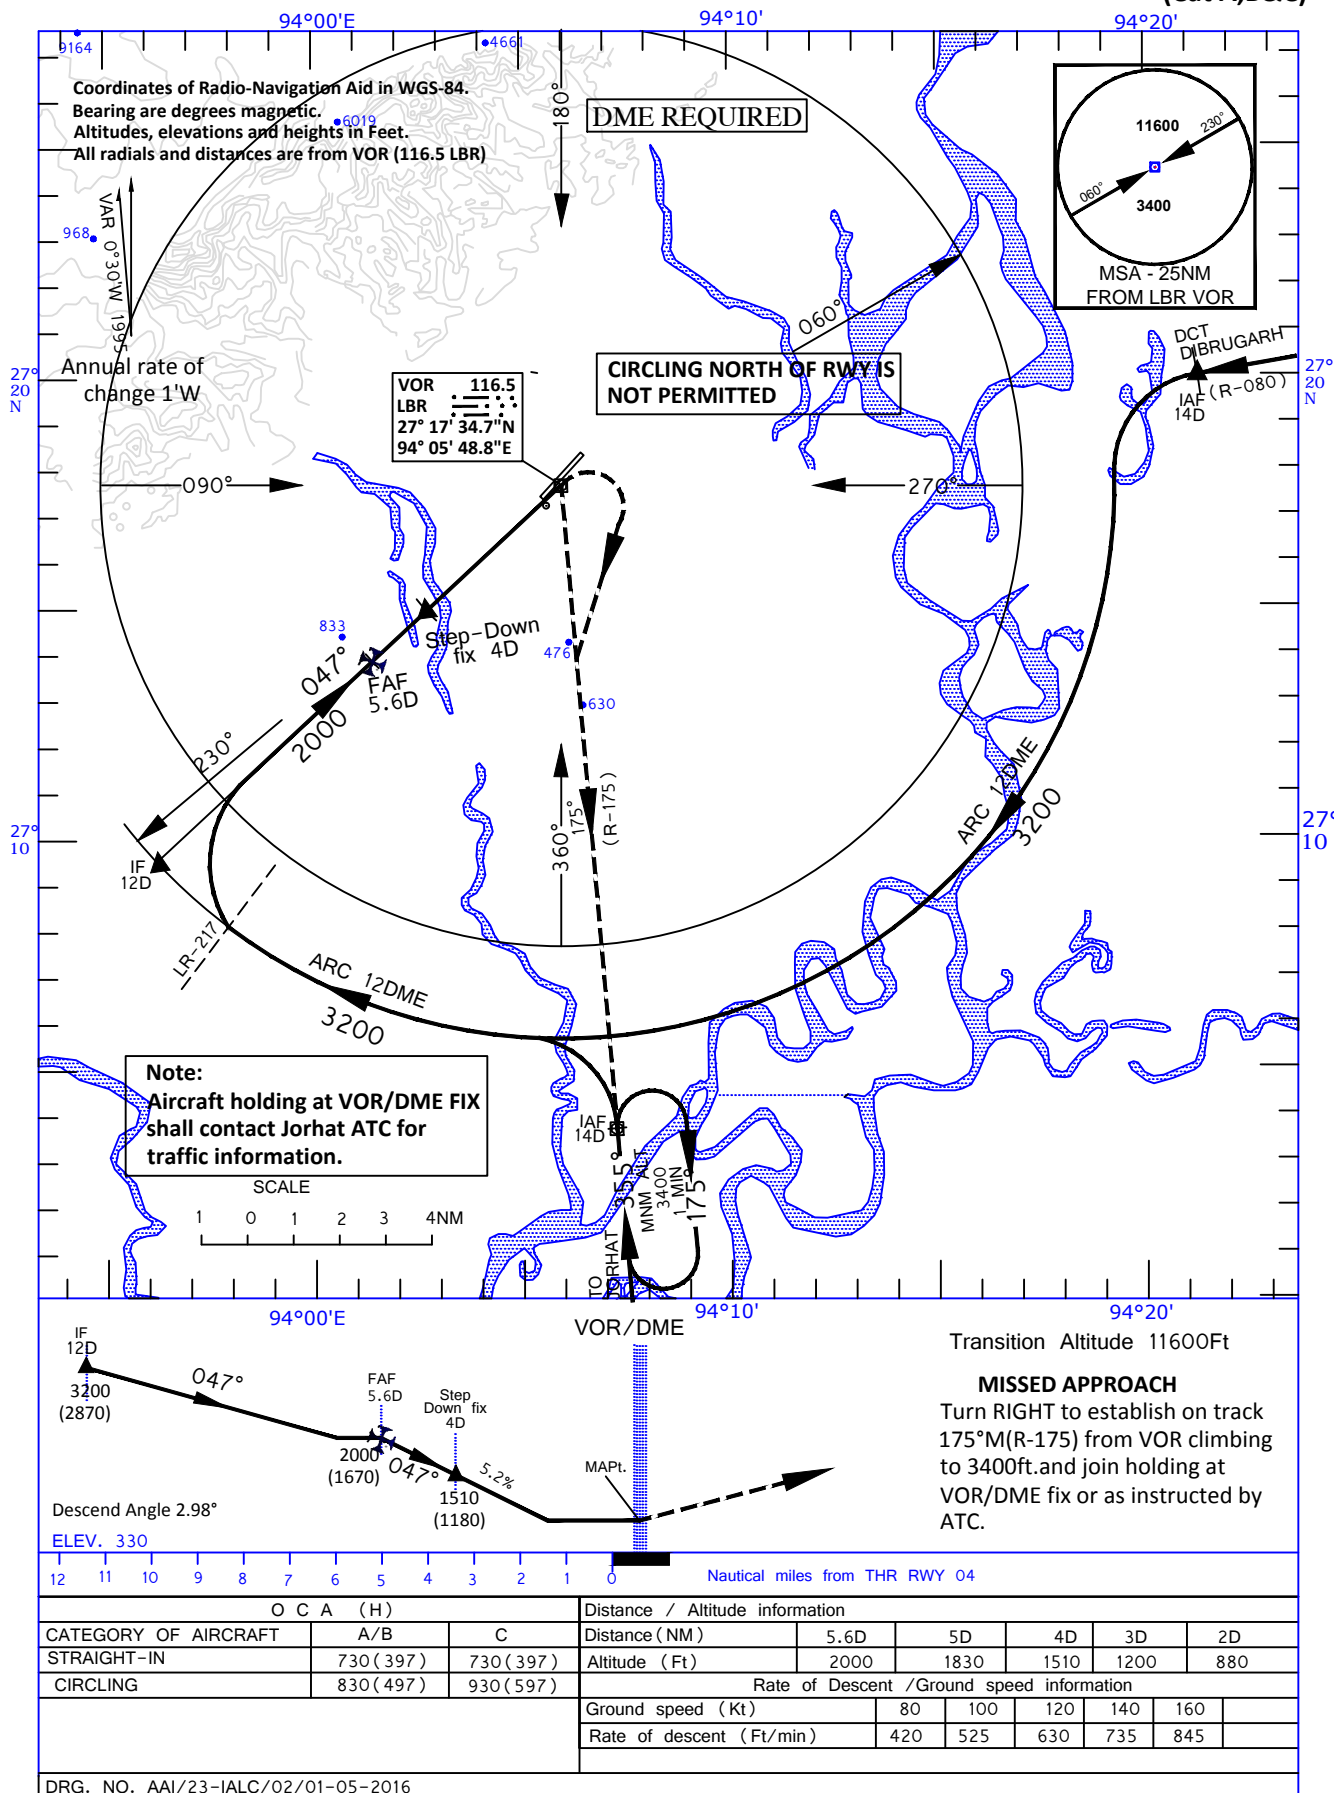 94°00'E
94°10'
94°20'
9164
4661
Coordinates of Radio-Navigation Aid in WGS-84.
Bearing are degrees magnetic.
6019
Altitudes, elevations and heights in Feet.
All radials and distances are from VOR (116.5 LBR)
180°
DME REQUIRED
11600
230°
060°
3400
MSA - 25NM
FROM LBR VOR
968
VAR 0°30'W 1995
Annual rate of
change 1'W
060°
DCT
DIBRUGARH
(R-080)
IAF
14D
27°
20
N
27°
20
N
VOR 116.5
LBR
27° 17' 34.7"N
94° 05' 48.8"E
CIRCLING NORTH OF RWY IS
NOT PERMITTED
090°
270°
833
Step-Down
fix 4D
476
047°
FAF
5.6D
630
2000
230°
175°
(R-175)
360°
ARC 12DME
3200
27°
10
27°
10
IF
12D
LR-217
ARC 12DME
3200
Note:
Aircraft holding at VOR/DME FIX
shall contact Jorhat ATC for
traffic information.
IAF
14D
355°
MNM ALT
3400
1 MIN
175°
TO
JORHAT
SCALE
1 0 1 2 3 4NM
94°00'E
94°10'
94°20'
VOR/DME
Transition Altitude 11600Ft
IF
12D
3200
(2870)
047°
FAF
5.6D
2000
(1670)
047°
Step
Down fix
4D
5.2%
1510
(1180)
MAPt.
MISSED APPROACH
Turn RIGHT to establish on track
175°M(R-175) from VOR climbing
to 3400ft.and join holding at
VOR/DME fix or as instructed by
ATC.
Descend Angle 2.98°
ELEV. 330
12 11 10 9 8 7 6 5 4 3 2 1 0
Nautical miles from THR RWY 04
O C A (H)
CATEGORY OF AIRCRAFT A/B C
STRAIGHT-IN 730(397) 730(397)
CIRCLING 830(497) 930(597)
Distance / Altitude information
Distance(NM) 5.6D 5D 4D 3D 2D
Altitude (Ft) 2000 1830 1510 1200 880
Rate of Descent /Ground speed information
Ground speed (Kt) 80 100 120 140 160
Rate of descent (Ft/min) 420 525 630 735 845
DRG. NO. AAI/23-IALC/02/01-05-2016